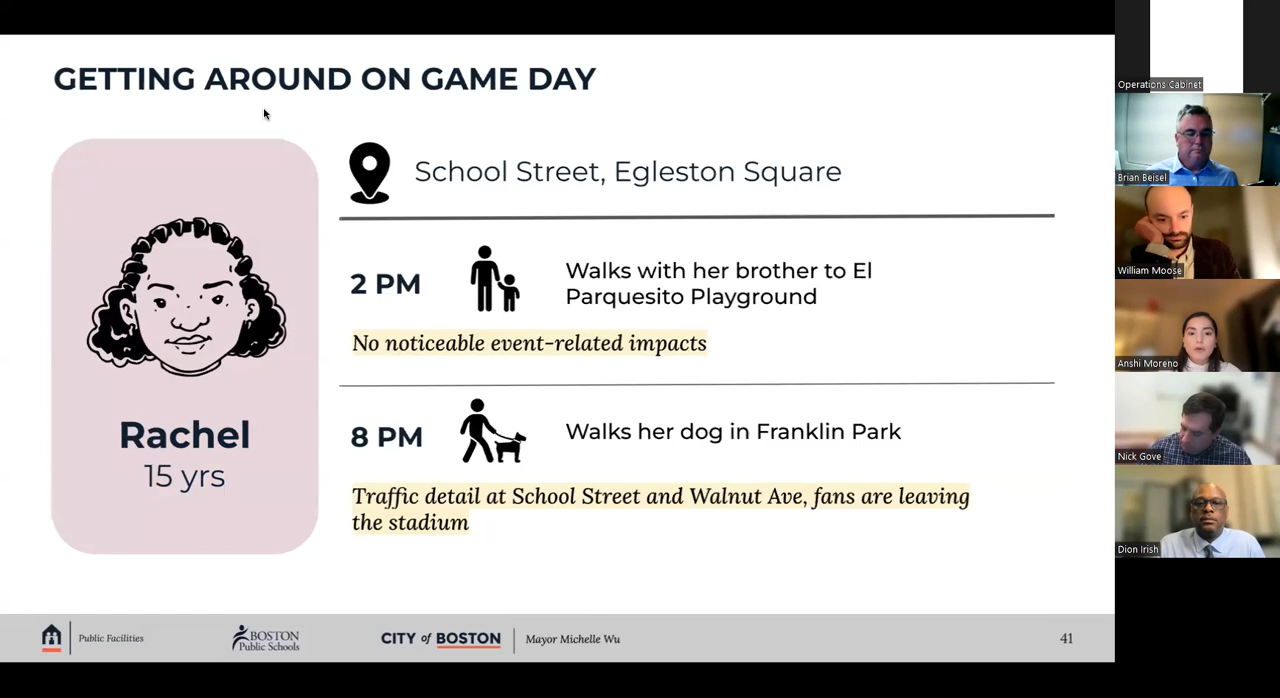 GETTING AROUND ON GAME DAY
Rachel
15 yrs
School Street, Egleston Square
2 PM
Walks with her brother to El
Parquesito Playground
No noticeable event-related impacts
8 PM
Walks her dog in Franklin Park
Traffic detail at School Street and Walnut Ave, fans are leaving
the stadium
Public Facilities
BOSTON
Public Schools
CITY of BOSTON
Mayor Michelle Wu
41
Operations Cabinet
Brian Beisel
William Moose
Anshi Moreno
Nick Gove
Dion Irish